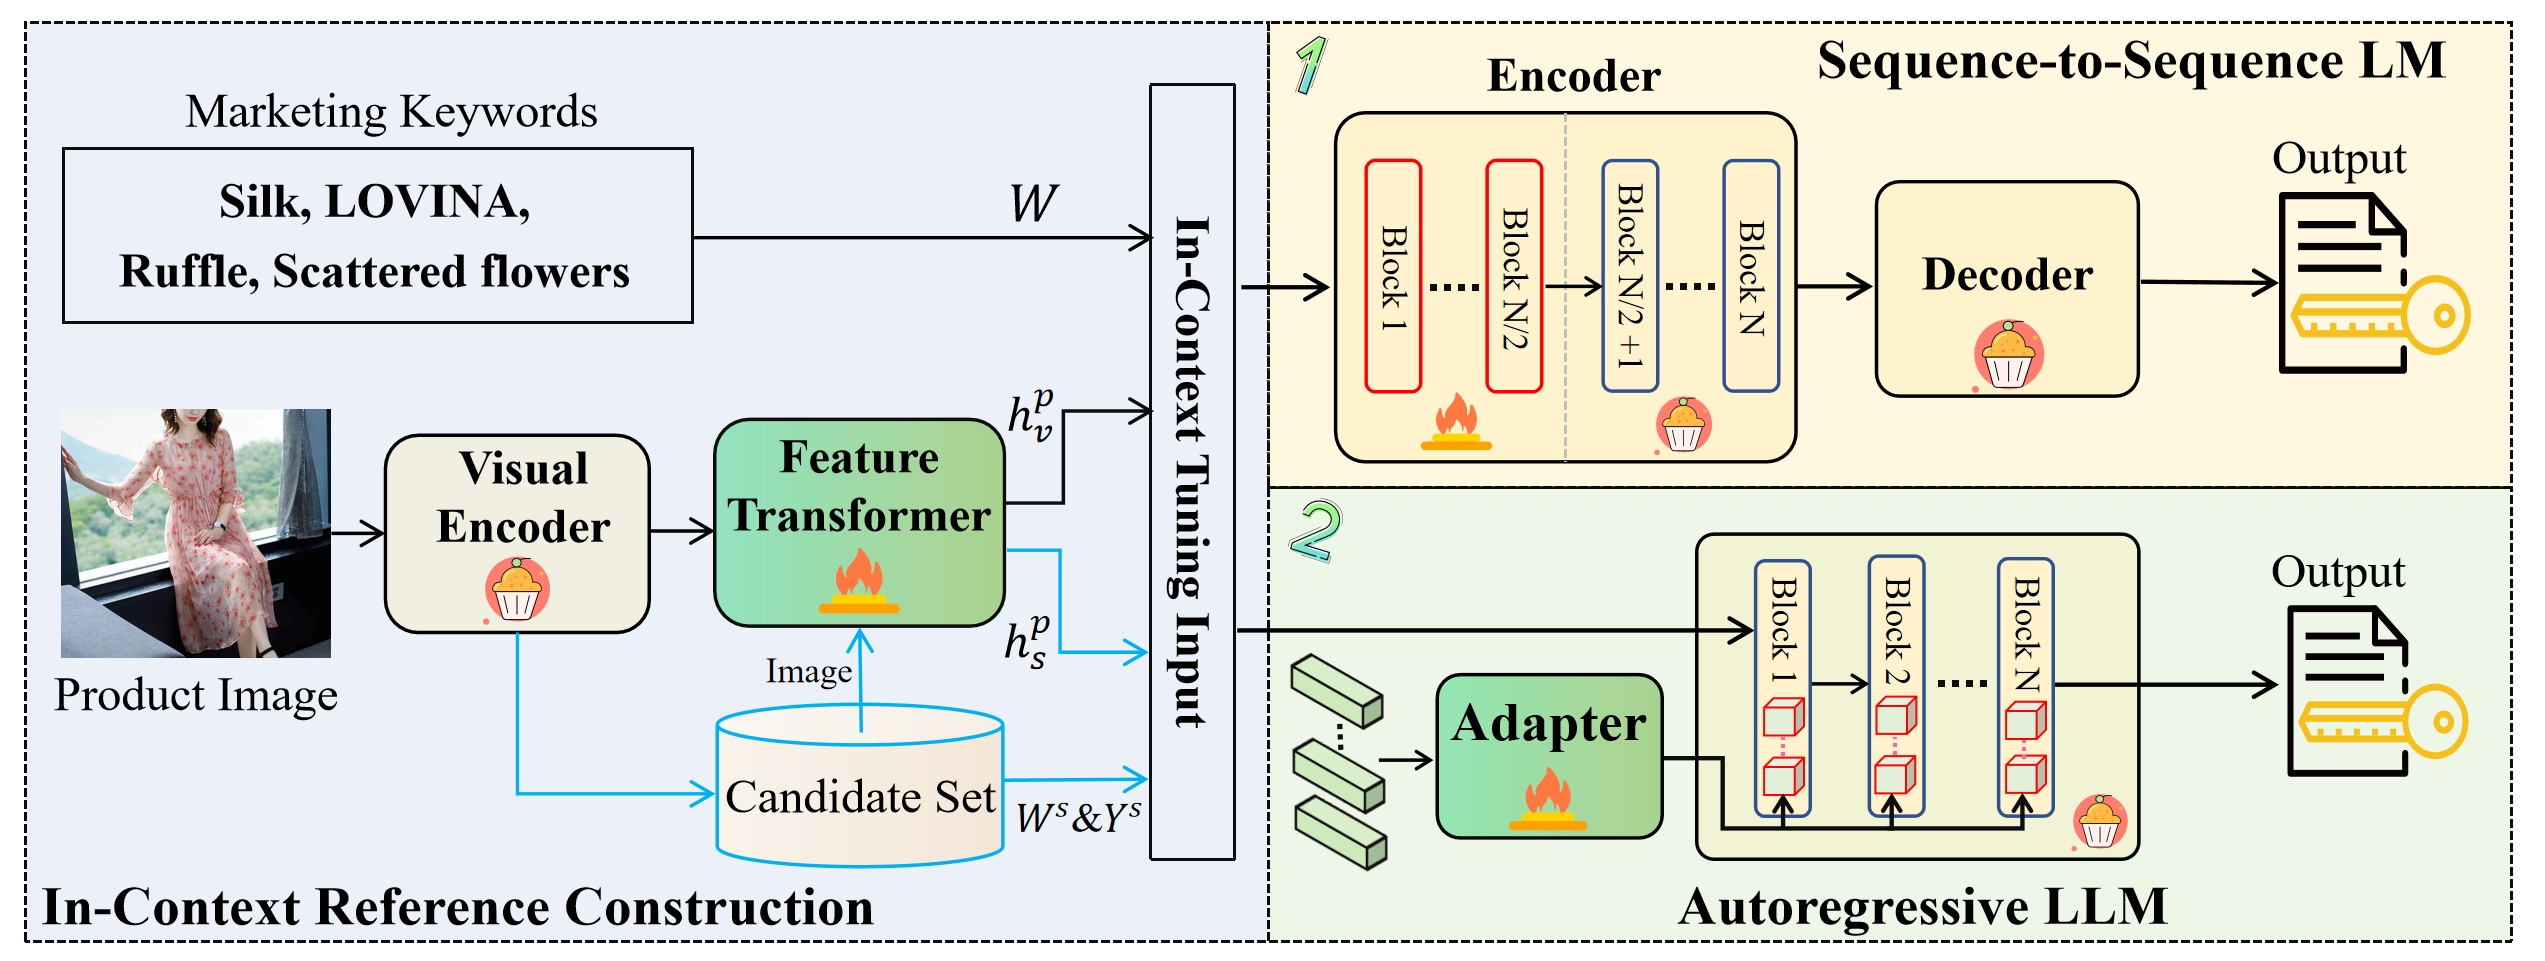 Marketing Keywords
Silk, LOVINA,
Ruffle, Scattered flowers
W
Product Image
Visual
Encoder
Feature
Transformer
h_v^p
h_s^p
Image
Candidate Set
W^s&Y^s
In-Context Tuning Input
In-Context Reference Construction
1
Sequence-to-Sequence LM
Encoder
Block 1
Block N/2
Block N/2 +1
Block N
Decoder
Output
2
Adapter
Block 1
Block 2
Block N
Output
Autoregressive LLM